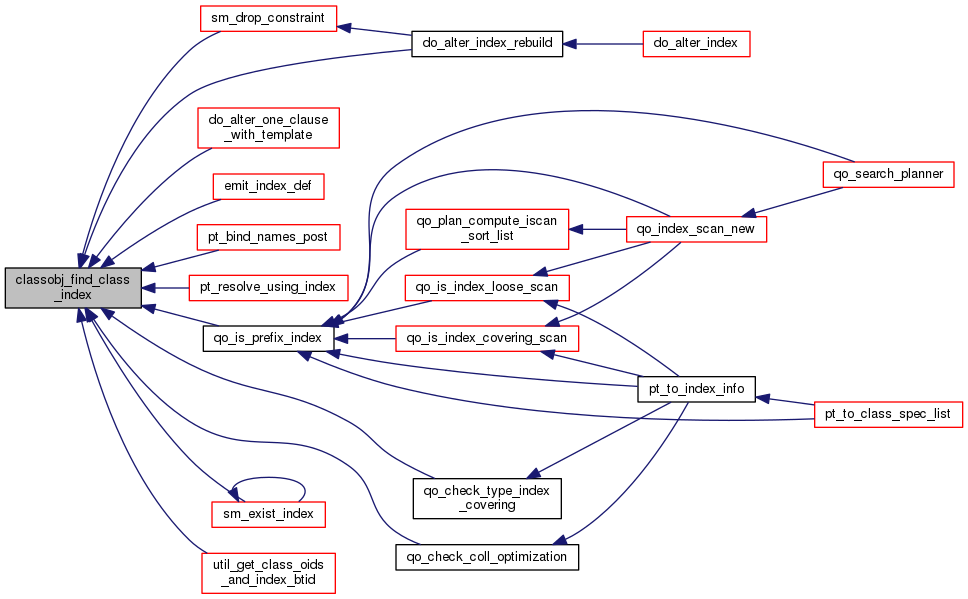 sm_drop_constraint
do_alter_index_rebuild
do_alter_index
do_alter_one_clause
_with_template
emit_index_def
qo_search_planner
qo_plan_compute_iscan
_sort_list
qo_index_scan_new
pt_bind_names_post
classobj_find_class
_index
pt_resolve_using_index
qo_is_index_loose_scan
qo_is_prefix_index
qo_is_index_covering_scan
pt_to_index_info
pt_to_class_spec_list
qo_check_type_index
_covering
sm_exist_index
qo_check_coll_optimization
util_get_class_oids
_and_index_btid